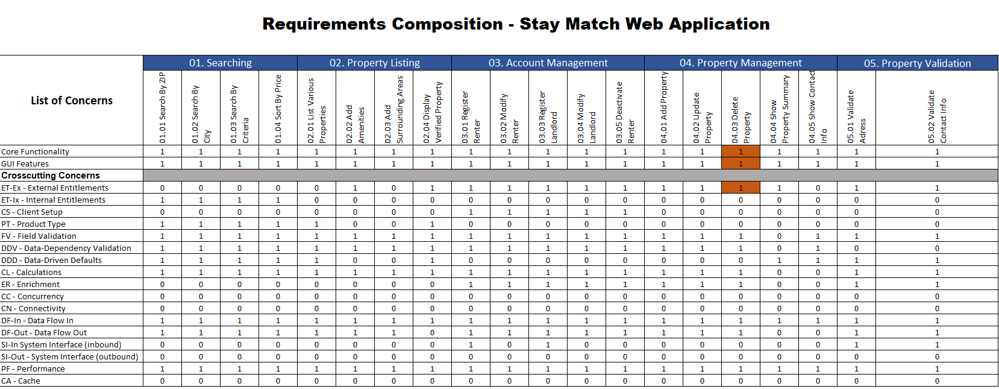 Requirements Composition - Stay Match Web Application
List of Concerns 01. Searching 02. Property Listing 03. Account Management 04. Property Management 05. Property Validation
01.01 Search By ZIP
01.02 Search By City
01.03 Search By Criteria
01.04 Sort By Price
02.01 List Various Properties
02.02 Add Amenities
02.03 Add Surrounding Areas
02.04 Display Verified Property
03.01 Register Renter
03.02 Modify Renter
03.03 Register Landlord
03.04 Modify Landlord
03.05 Deactivate Renter
04.01 Add Property
04.02 Update Property
04.03 Delete Property
04.04 Show Property Summary
04.05 Show Contact Info
05.01 Validate Adress
05.02 Validate Contact Info
Core Functionality 1 1 1 1 1 1 1 1 1 1 1 1 1 1 1 1 1 1 1 1
GUI Features 1 1 1 1 1 1 1 1 1 1 1 1 1 1 1 1 1 1 1 1
Crosscutting Concerns
ET-Ex - External Entitlements 0 0 0 0 0 1 0 1 1 1 1 1 1 1 1 1 1 0 1 1
ET-Ix - Internal Entitlements 1 1 1 1 0 0 0 0 0 0 0 0 0 0 0 0 0 0 0 0
CS - Client Setup 0 0 0 0 0 0 0 0 1 1 1 1 1 0 0 0 0 0 0 0
PT - Product Type 1 1 1 1 1 0 0 1 0 0 0 0 0 0 0 0 0 0 0 0
FV - Field Validation 1 1 1 1 1 1 1 1 1 1 1 1 1 1 1 1 0 1 1 1
DDV - Data-Dependency Validation 1 1 1 1 1 1 1 1 1 1 1 1 1 1 1 1 0 1 0 0
DDD - Data-Driven Defaults 1 1 1 1 1 0 0 1 0 0 0 0 0 0 0 0 1 1 1 1
CL - Calculations 1 1 1 1 1 1 1 1 1 1 1 1 1 1 1 1 0 0 1 1
ER - Enrichment 0 0 0 0 0 0 0 0 1 1 1 1 1 1 1 1 0 0 1 1
CC - Concurrency 0 0 0 0 0 0 0 0 0 0 0 0 0 0 0 0 0 0 0 0
CN - Connectivity 0 0 0 0 0 0 0 0 0 0 0 0 0 0 0 0 0 0 0 0
DF-In - Data Flow In 1 1 1 1 1 1 1 1 1 1 1 1 1 1 1 1 1 1 1 1
DF-Out - Data Flow Out 1 1 1 1 1 1 1 0 1 1 1 1 1 1 1 1 0 0 1 1
SI-In System Interface (inbound) 0 0 0 0 0 0 0 0 1 0 1 0 0 0 0 0 0 0 1 1
SI-Out - System Interface (outbound) 0 0 0 0 0 0 0 0 0 0 0 0 0 0 0 0 0 0 0 0
PF - Performance 1 1 1 1 1 1 1 1 1 1 1 1 1 1 1 1 1 1 1 1
CA - Cache 0 0 0 0 0 0 0 0 0 0 0 0 0 0 0 0 0 0 0 0